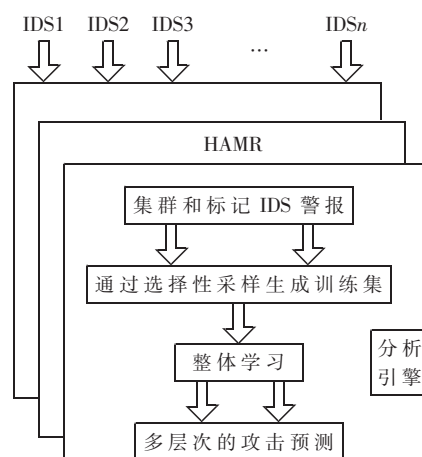 IDS1 IDS2 IDS3 … IDSn
HAMR
集群和标记 IDS 警报
通过选择性采样生成训练集
整体学习
分析
引擎
多层次的攻击预测